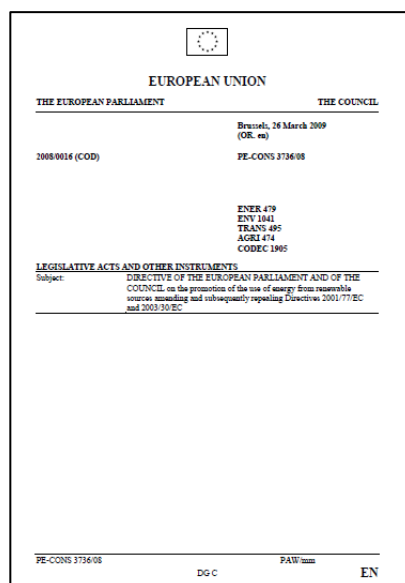 EUROPEAN UNION
THE EUROPEAN PARLIAMENT THE COUNCIL
Brussels, 26 March 2009
(OR. en)
2008/0016 (COD) PE-CONS 3736/08
ENER 479
ENV 1041
TRANS 495
AGRI 474
CODEC 1905
LEGISLATIVE ACTS AND OTHER INSTRUMENTS
Subject: DIRECTIVE OF THE EUROPEAN PARLIAMENT AND OF THE
COUNCIL on the promotion of the use of energy from renewable
sources amending and subsequently repealing Directives 2001/77/EC
and 2003/30/EC
PE-CONS 3736/08 PAW/mm
DG C EN